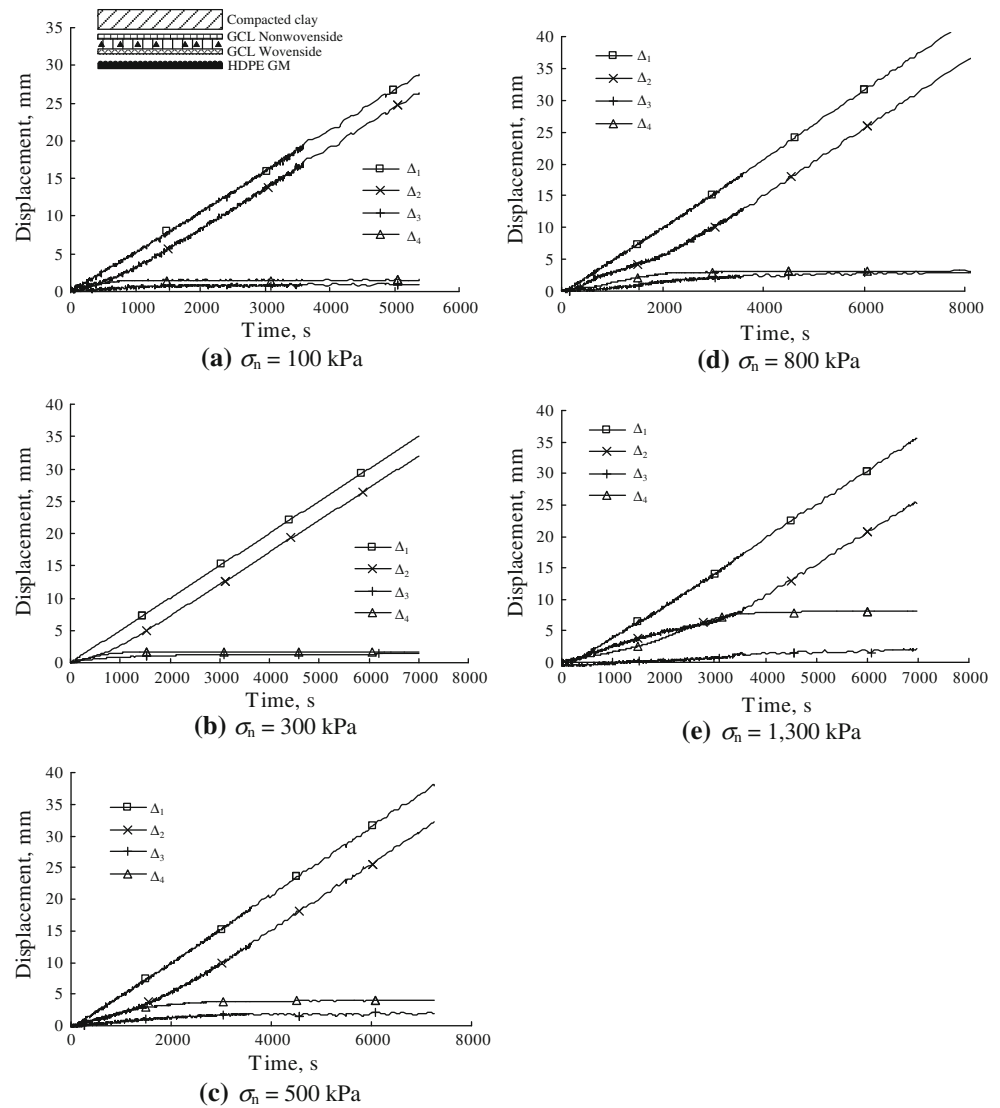 Compacted clay
GCL Nonwovenside
GCL Wovenside
HDPE GM
35
30
25
20
15
10
5
0
Displacement, mm
Δ1
Δ2
Δ3
Δ4
0 1000 2000 3000 4000 5000 6000
Time, s
(a) σn = 100 kPa
40
35
30
25
20
15
10
5
0
Displacement, mm
Δ1
Δ2
Δ3
Δ4
0 2000 4000 6000 8000
Time, s
(d) σn = 800 kPa
40
35
30
25
20
15
10
5
0
Displacement, mm
Δ1
Δ2
Δ3
Δ4
0 1000 2000 3000 4000 5000 6000 7000 8000
Time, s
(b) σn = 300 kPa
40
35
30
25
20
15
10
5
0
Displacement, mm
Δ1
Δ2
Δ3
Δ4
0 1000 2000 3000 4000 5000 6000 7000 8000
Time, s
(e) σn = 1,300 kPa
40
35
30
25
20
15
10
5
0
Displacement, mm
Δ1
Δ2
Δ3
Δ4
0 2000 4000 6000 8000
Time, s
(c) σn = 500 kPa